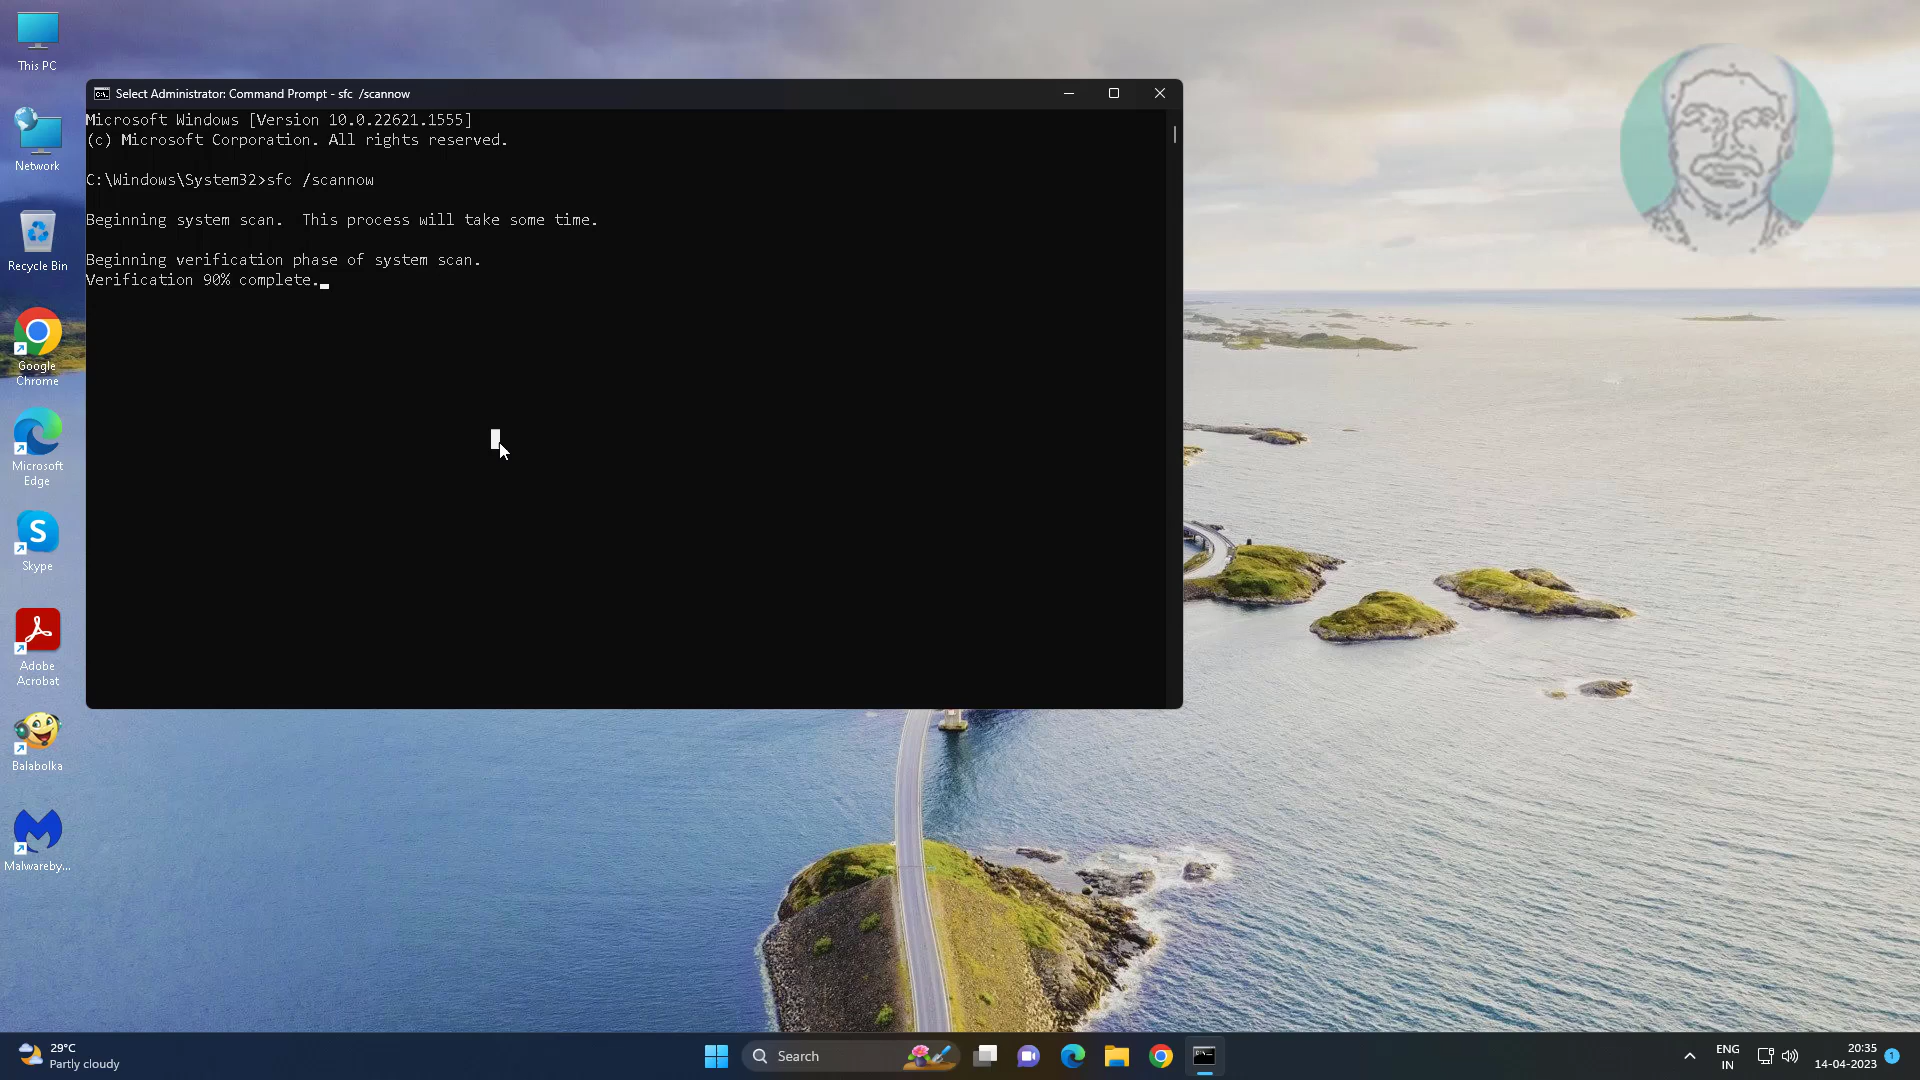 This PC
Network
Recycle Bin
Google
Chrome
Microsoft
Edge
Skype
Adobe
Acrobat
Balabolka
Malwareby...
Select Administrator: Command Prompt - sfc  /scannow
Microsoft Windows [Version 10.0.22621.1555]
(c) Microsoft Corporation. All rights reserved.
C:\Windows\System32>sfc /scannow
Beginning system scan.  This process will take some time.
Beginning verification phase of system scan.
Verification 90% complete.
29°C
Partly cloudy
Search
ENG
IN
20:35
14-04-2023
1